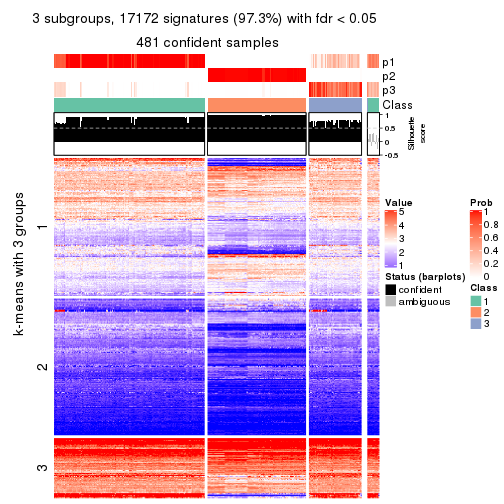 3 subgroups, 17172 signatures (97.3%) with fdr < 0.05
481 confident samples
p1
p2
p3
Class
1
0.5
0
-0.5
Silhouette
score
k-means with 3 groups
1
2
3
Value
5
4
3
2
1
Status (barplots)
confident
ambiguous
Prob
1
0.8
0.6
0.4
0.2
0
Class
1
2
3